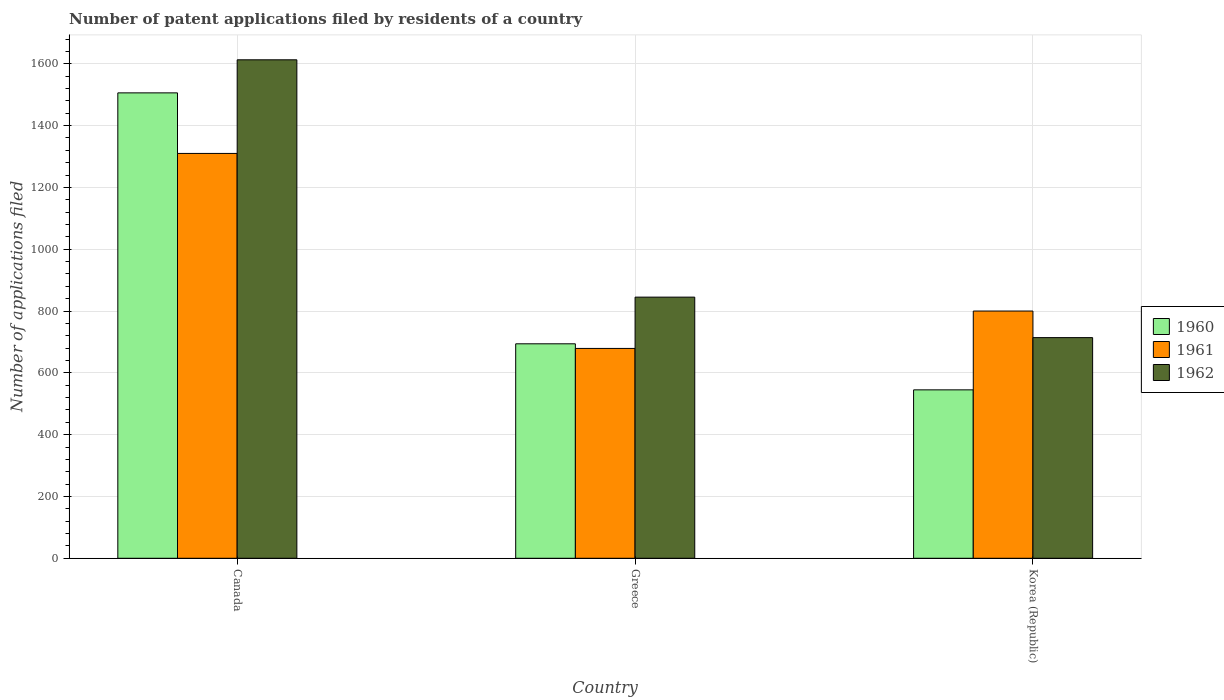 Number of patent applications filed by residents of a country
Number of applications filed
1600
1400
1200
1000
800
600
400
200
0
Canada
Greece
Korea (Republic)
Country
1960
1961
1962